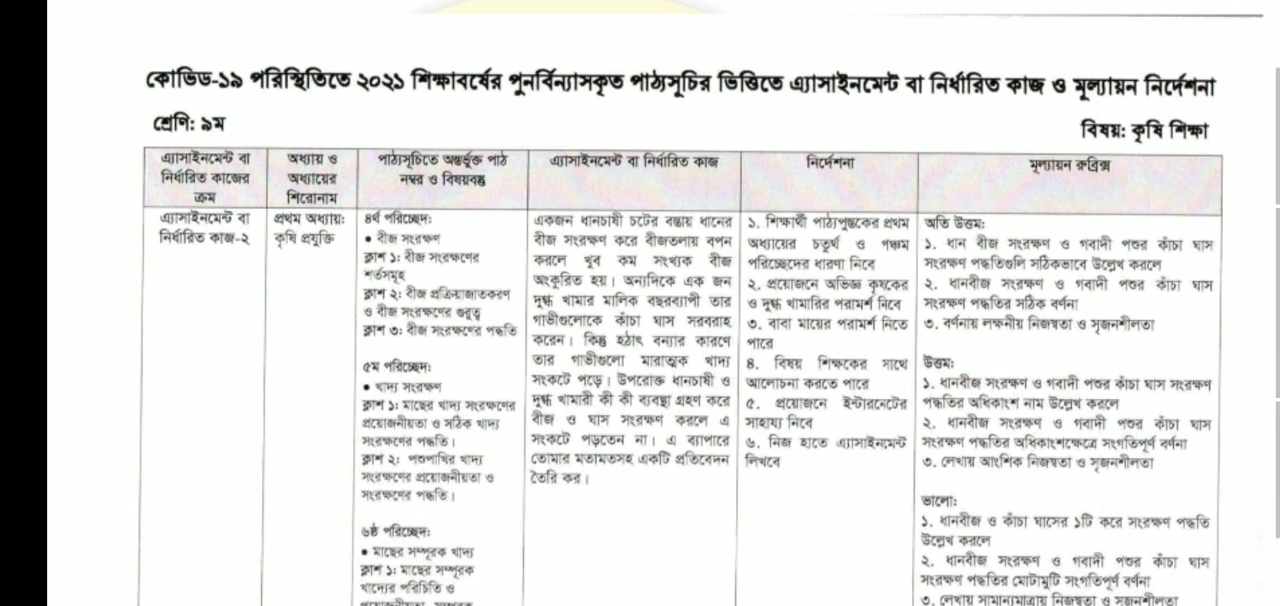 কোভিড-১৯ পরিস্থিতিতে ২০২১ শিক্ষাবর্ষের পুনর্বিন্যাসকৃত পাঠ্যসূচির ভিত্তিতে এ্যাসাইনমেন্ট বা নির্ধারিত কাজ ও মূল্যায়ন নির্দেশনা
শ্রেণি: ৯ম
বিষয়: কৃষি শিক্ষা
এ্যাসাইনমেন্ট বা
নির্ধারিত কাজের
ক্রম
অধ্যায় ও
অধ্যায়ের
শিরোনাম
পাঠ্যসূচিতে অন্তর্ভুক্ত পাঠ
নম্বর ও বিষয়বস্তু
এ্যাসাইনমেন্ট বা নির্ধারিত কাজ
নির্দেশনা
মূল্যায়ন রুব্রিক্স
এ্যাসাইনমেন্ট বা
নির্ধারিত কাজ-২
প্রথম অধ্যায়:
কৃষি প্রযুক্তি
৪র্থ পরিচ্ছেদ:
• বীজ সংরক্ষণ
ক্লাশ ১: বীজ সংরক্ষণের
শর্তসমূহ
ক্লাশ ২: বীজ প্রক্রিয়াজাতকরণ
ও বীজ সংরক্ষণের গুরুত্ব
ক্লাশ ৩: বীজ সংরক্ষণের পদ্ধতি
৫ম পরিচ্ছেদ:
• খাদ্য সংরক্ষণ
ক্লাশ ১: মাছের খাদ্য সংরক্ষণের
প্রয়োজনীয়তা ও সঠিক খাদ্য
সংরক্ষণের পদ্ধতি।
ক্লাশ ২: পশুপাখির খাদ্য
সংরক্ষণের প্রয়োজনীয়তা ও
সংরক্ষণের পদ্ধতি।
৬ষ্ঠ পরিচ্ছেদ:
• মাছের সম্পূরক খাদ্য
ক্লাশ ১: মাছের সম্পূরক
খাদ্যের পরিচিতি ও
প্রয়োজনীয়তা, সম্পূরক
একজন ধানচাষী চটের বস্তায় ধানের
বীজ সংরক্ষণ করে বীজতলায় বপন
করলে খুব কম সংখ্যক বীজ
অংকুরিত হয়। অন্যদিকে এক জন
দুগ্ধ খামার মালিক বছরব্যাপী তার
গাভীগুলোকে কাঁচা ঘাস সরবরাহ
করেন। কিন্তু হঠাৎ বন্যার কারণে
তার গাভীগুলো মারাত্মক খাদ্য
সংকটে পড়ে। উপরোক্ত ধানচাষী ও
দুগ্ধ খামারী কী কী ব্যবস্থা গ্রহণ করে
বীজ ও ঘাস সংরক্ষণ করলে এ
সংকটে পড়তেন না। এ ব্যাপারে
তোমার মতামতসহ একটি প্রতিবেদন
তৈরি কর।
১. শিক্ষার্থী পাঠ্যপুস্তকের প্রথম
অধ্যায়ের চতুর্থ ও পঞ্চম
পরিচ্ছেদের ধারণা নিবে
২. প্রয়োজনে অভিজ্ঞ কৃষকের
ও দুগ্ধ খামারির পরামর্শ নিবে
৩. বাবা মায়ের পরামর্শ নিতে
পারে
৪. বিষয় শিক্ষকের সাথে
আলোচনা করতে পারে
৫. প্রয়োজনে ইন্টারনেটের
সাহায্য নিবে
৬. নিজ হাতে এ্যাসাইনমেন্ট
লিখবে
অতি উত্তম:
১. ধান বীজ সংরক্ষণ ও গবাদী পশুর কাঁচা ঘাস
সংরক্ষণ পদ্ধতিগুলি সঠিকভাবে উল্লেখ করলে
২. ধানবীজ সংরক্ষণ ও গবাদী পশুর কাঁচা ঘাস
সংরক্ষণ পদ্ধতির সঠিক বর্ণনা
৩. বর্ণনায় লক্ষনীয় নিজস্বতা ও সৃজনশীলতা
উত্তম:
১. ধানবীজ সংরক্ষণ ও গবাদী পশুর কাঁচা ঘাস সংরক্ষণ
পদ্ধতির অধিকাংশ নাম উল্লেখ করলে
২. ধানবীজ সংরক্ষণ ও গবাদী পশুর কাঁচা ঘাস
সংরক্ষণ পদ্ধতির অধিকাংশক্ষেত্রে সংগতিপূর্ণ বর্ণনা
৩. লেখায় আংশিক নিজস্বতা ও সৃজনশীলতা
ভালো:
১. ধানবীজ ও কাঁচা ঘাসের ১টি করে সংরক্ষণ পদ্ধতি
উল্লেখ করলে
২. ধানবীজ সংরক্ষণ ও গবাদী পশুর কাঁচা ঘাস
সংরক্ষণ পদ্ধতির মোটামুটি সংগতিপূর্ণ বর্ণনা
৩. লেখায় সামান্যমাত্রায় নিজস্বতা ও সৃজনশীলতা